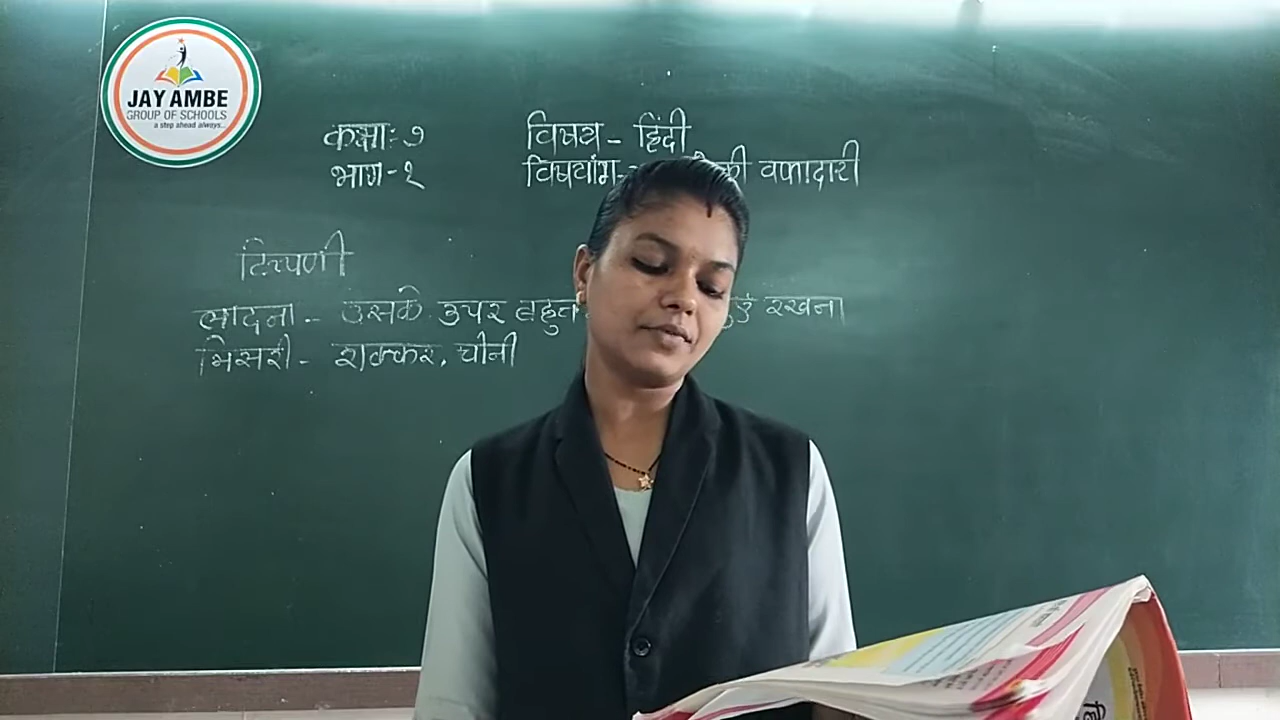 JAY AMBE
GROUP OF SCHOOLS
a step ahead always...
कक्षा:-७
विषय - हिंदी
भाग - १
विषयांग- की वफादारी
टिप्पणी
लादना - उसके उपर बहुत रखना
मिसरी - शक्कर, चीनी